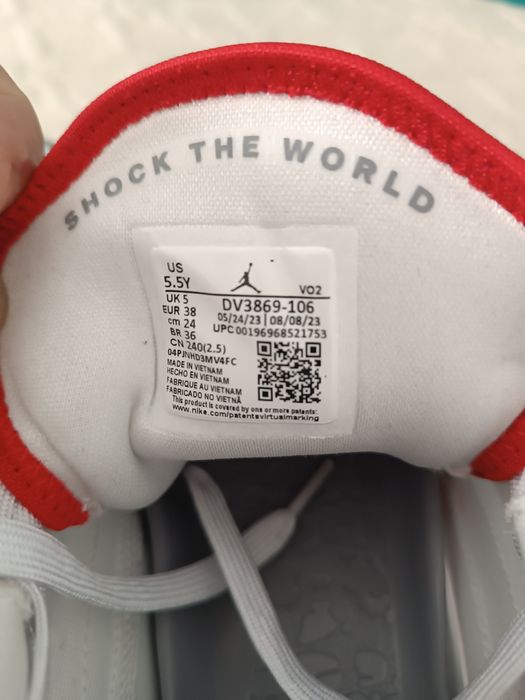 SHOCK THE WORLD
US
5.5Y
VO2
UK 5
DV3869-106
EUR 38
05/24/23 | 08/08/23
cm 24
UPC 00196968521753
BR 36
CN 240(2.5)
04PJNHD3MV4FC
MADE IN VIETNAM
HECHO EN VIETNAM
FABRIQUE AU VIETNAM
FABRICADO NO VIETNÃ
This product is covered by one or more patents:
www.nike.com/patentsvirtualmarking